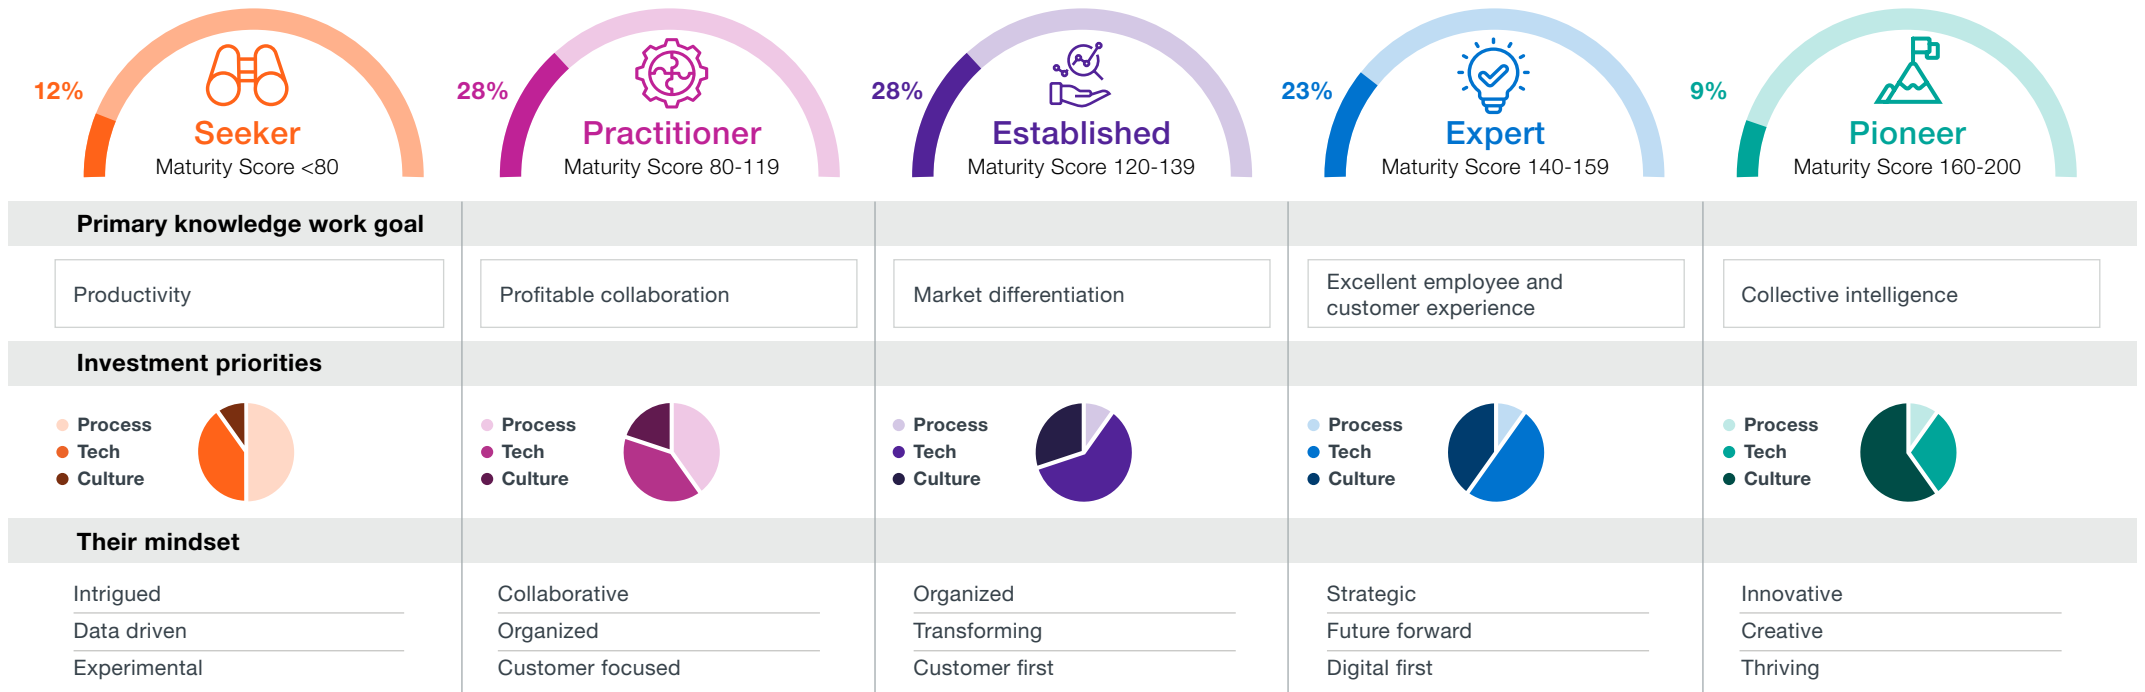 12%
Seeker
Maturity Score <80
28%
Practitioner
Maturity Score 80-119
28%
Established
Maturity Score 120-139
23%
Expert
Maturity Score 140-159
9%
Pioneer
Maturity Score 160-200
Primary knowledge work goal
Productivity
Profitable collaboration
Market differentiation
Excellent employee and
customer experience
Collective intelligence
Investment priorities
Process
Tech
Culture
Process
Tech
Culture
Process
Tech
Culture
Process
Tech
Culture
Process
Tech
Culture
Their mindset
Intrigued
Data driven
Experimental
Collaborative
Organized
Customer focused
Organized
Transforming
Customer first
Strategic
Future forward
Digital first
Innovative
Creative
Thriving